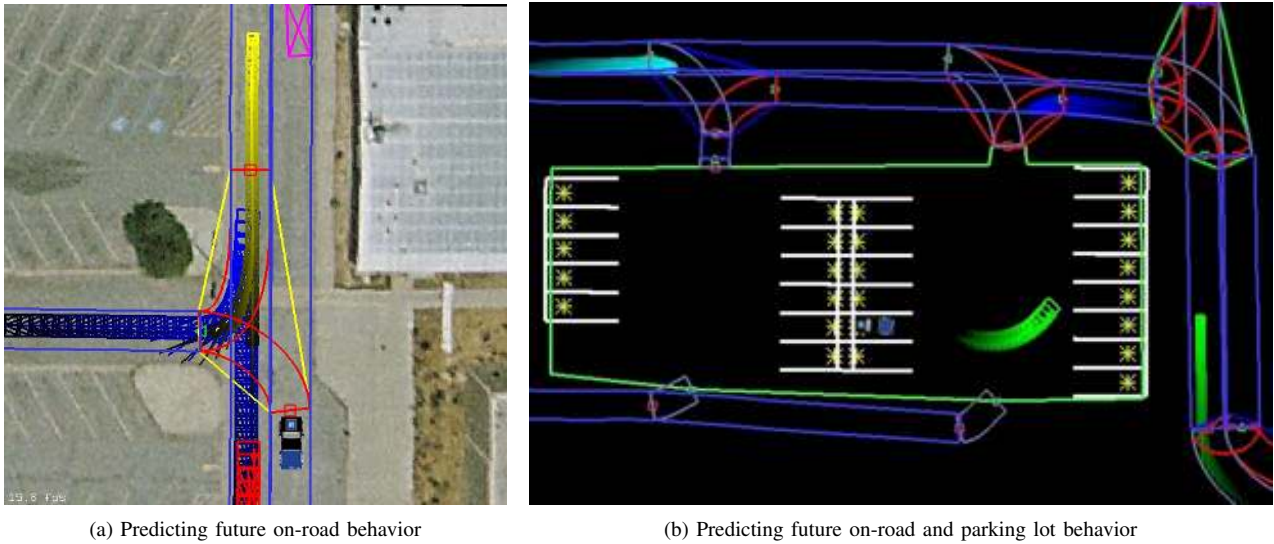 19.8 fps
(a) Predicting future on-road behavior
(b) Predicting future on-road and parking lot behavior